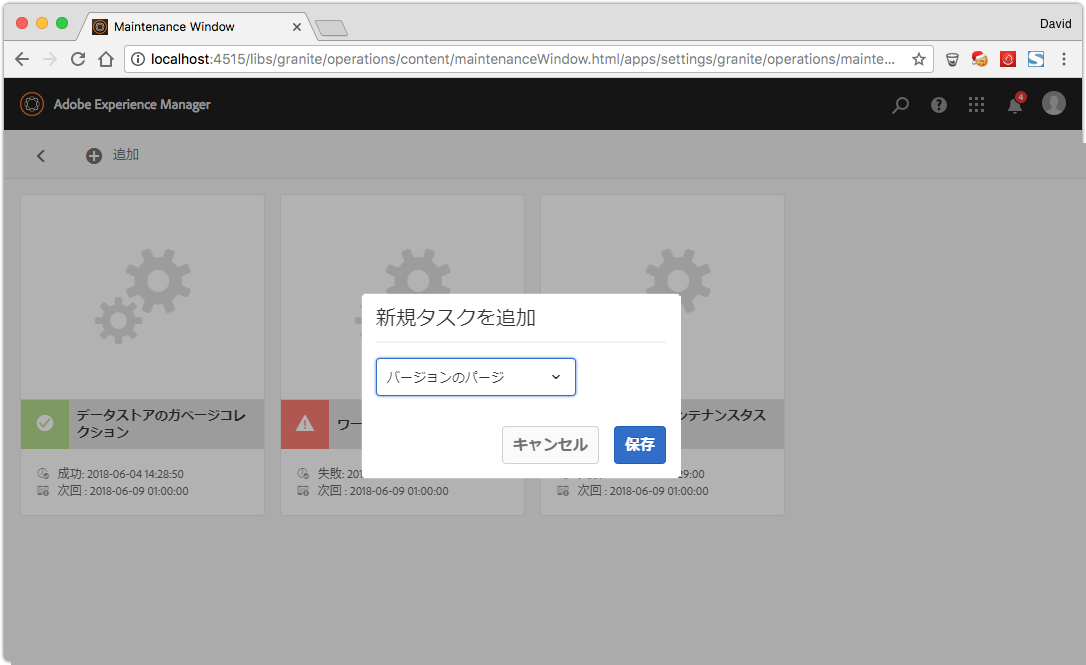 Maintenance Window
David
localhost:4515/libs/granite/operations/content/maintenanceWindow.html/apps/settings/granite/operations/mainte...
Adobe Experience Manager
4
追加
新規タスクを追加
バージョンのパージ
キャンセル
保存
データストアのガベージコレ
クション
成功: 2018-06-04 14:28:50
次回 : 2018-06-09 01:00:00
ワー
失敗: 201
次回 : 2018-06-09 01:00:00
ンテナンスタス
29:00
次回 : 2018-06-09 01:00:00